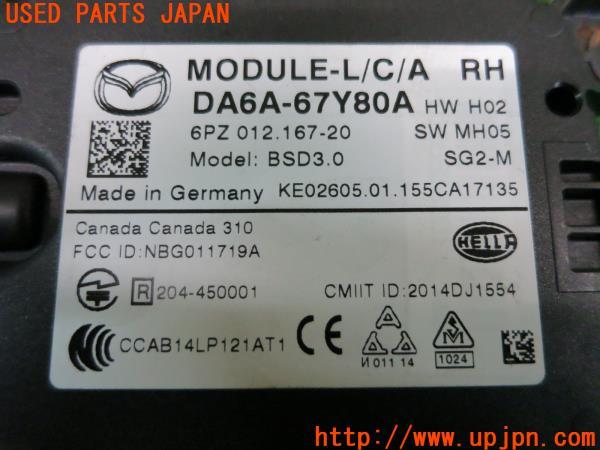 USED PARTS JAPAN
MODULE-L/C/A RH
DA6A-67Y80A HW H02
6PZ 012.167-20 SW MH05
Model: BSD3.0 SG2-M
Made in Germany KE02605.01.155CA17135
Canada Canada 310
FCC ID:NBG011719A
HELLA
R 204-450001 CMIIT ID:2014DJ1554
CCAB14LP121AT1 CE И 011 14 1024
(株)UPJ http://www.upjpn.com/